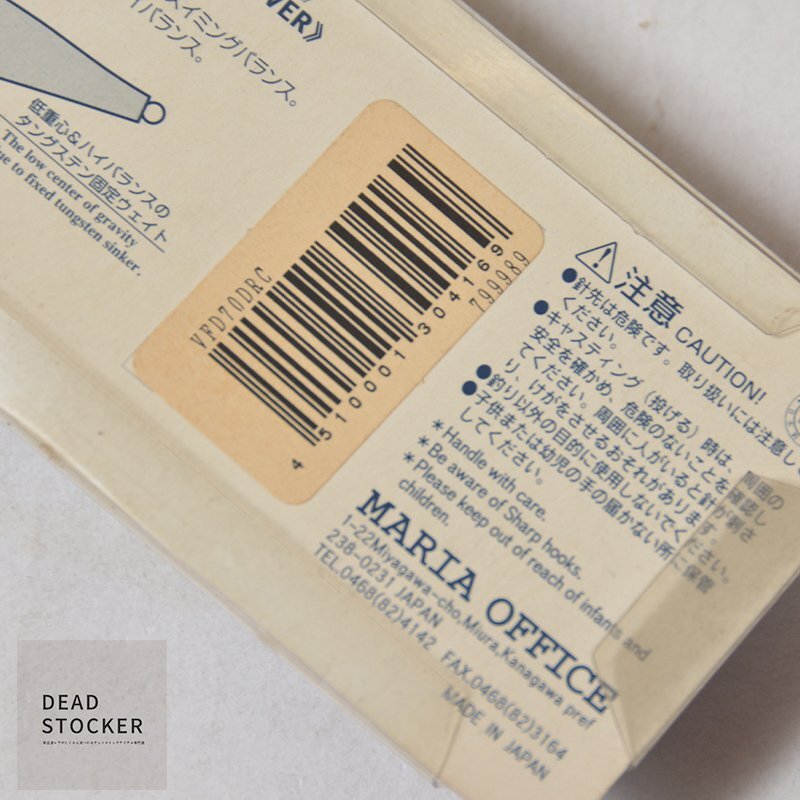 VER》
スイミングバランス。
イバランス。
低重心&ハイバランスの
タングステン固定ウェイト
The low center of gravity
ue to fixed tungsten sinker.
VFD70DRC
4 510001 304169
799989
注意 CAUTION!
●針先は危険です。取り扱いには注意し
ください。
●キャスティング(投げる)時は、周囲の
安全を確かめ、危険のないことを確認し
てください。周囲に人がいると針が刺さ
り、けがをさせるおそれがあります。
●釣り以外の目的に使用しないでください。
●子供または幼児の手の届かない所に保管
してください。
*Handle with care.
*Be aware of Sharp hooks.
*Please keep out of reach of infants and
children.
MARIA OFFICE
1-22Miyagawa-cho,Miura,Kanagawa pref
238-0231 JAPAN
TEL.0468(82)4142 FAX.0468(82)3164
MADE IN JAPAN
DEAD
STOCKER